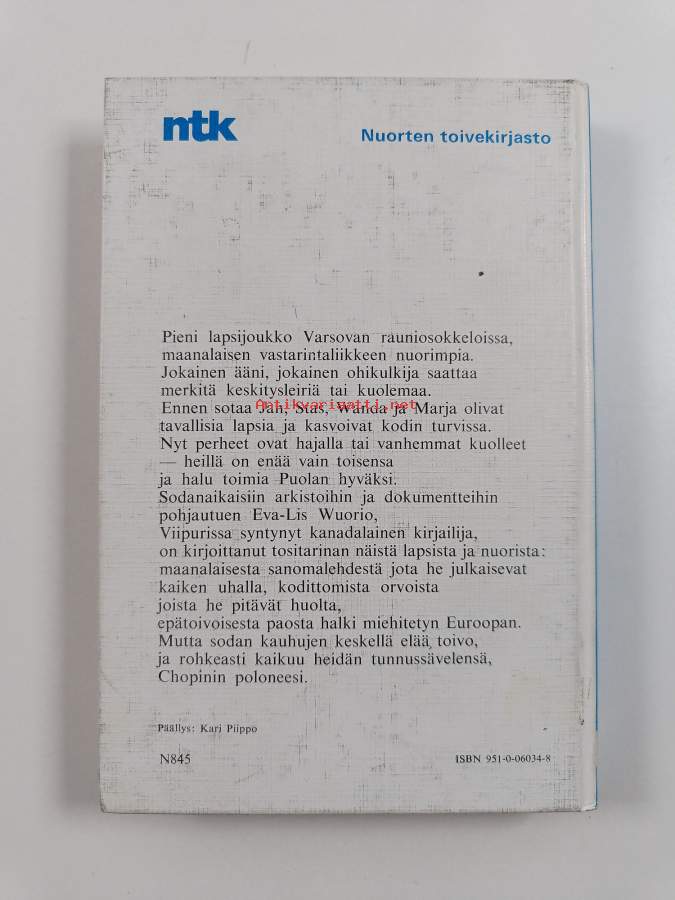 ntk
Nuorten toivekirjasto
Pieni lapsijoukko Varsovan rauniosokkeloissa,
maanalaisen vastarintaliikkeen nuorimpia.
Jokainen ääni, jokainen ohikulkija saattaa
merkitä keskitysleiriä tai kuolemaa.
Antikvariaatti.net
Ennen sotaa Jan, Stas, Wanda ja Marja olivat
tavallisia lapsia ja kasvoivat kodin turvissa.
Nyt perheet ovat hajalla tai vanhemmat kuolleet
— heillä on enää vain toisensa
ja halu toimia Puolan hyväksi.
Sodanaikaisiin arkistoihin ja dokumentteihin
pohjautuen Eva-Lis Wuorio,
Viipurissa syntynyt kanadalainen kirjailija,
on kirjoittanut tositarinan näistä lapsista ja nuorista:
maanalaisesta sanomalehdestä jota he julkaisevat
kaiken uhalla, kodittomista orvoista
joista he pitävät huolta,
epätoivoisesta paosta halki miehitetyn Euroopan.
Mutta sodan kauhujen keskellä elää toivo,
ja rohkeasti kaikuu heidän tunnussävelensä,
Chopinin poloneesi.
Päällys: Kari Piippo
N845
ISBN 951-0-06034-8